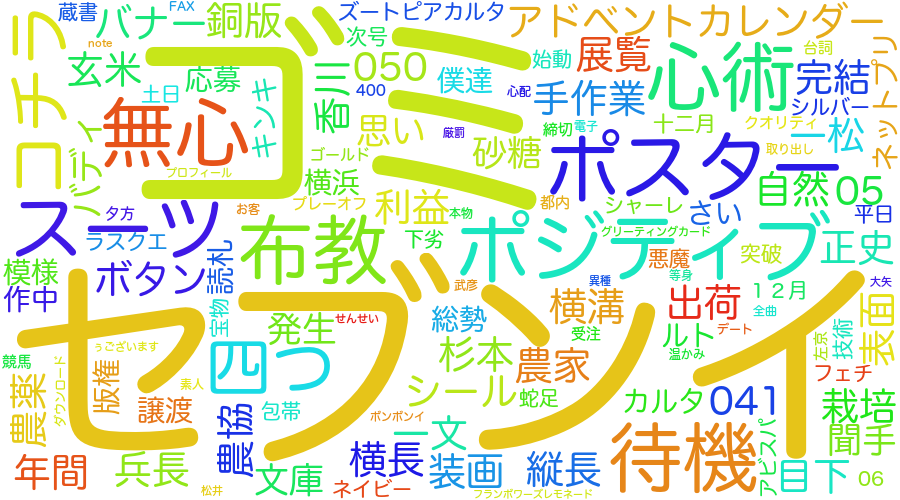 蔵書
FAX
バナー
銅版
ズートピアカルタ
アドベントカレンダー
note
コチラ
玄米
応募
ゴミ
次号
050
始動
展覧
心術
台詞
完結
ネットプリ
土日
キンキ
香川
400
僕達
心配
手作業
シルバー
無心
思い
厳罰
締切
電子
十二月
クオリティ
一松
バディ
ゴールド
砂糖
ポスター
取り出し
プロフィール
横浜
自然
05
夕方
お客
プレーオフ
利益
本物
都内
シャーレ
さい
平日
スーツ
布教
下劣
ポジティブ
グリーティングカード
正史
ラスクエ
読札
悪魔
突破
模様
ボタン
武彦
異種
等身
大矢
作中
宝物
セブンイレブン
出荷
12月
全曲
発生
せんせい
総勢
横溝
受注
ルト
デート
左京
技術
表面
競馬
ぅございます
四つ
杉本
農家
温かみ
フェチ
農薬
ダウンロード
版権
素人
シール
蛇足
カルタ
041
栽培
譲渡
農協
包帯
ボンボンイ
一文
待機
アビスパ
聞手
年間
兵長
文庫
横長
装画
縦長
目下
06
松井
ネイビー
フランボワーズレモネード